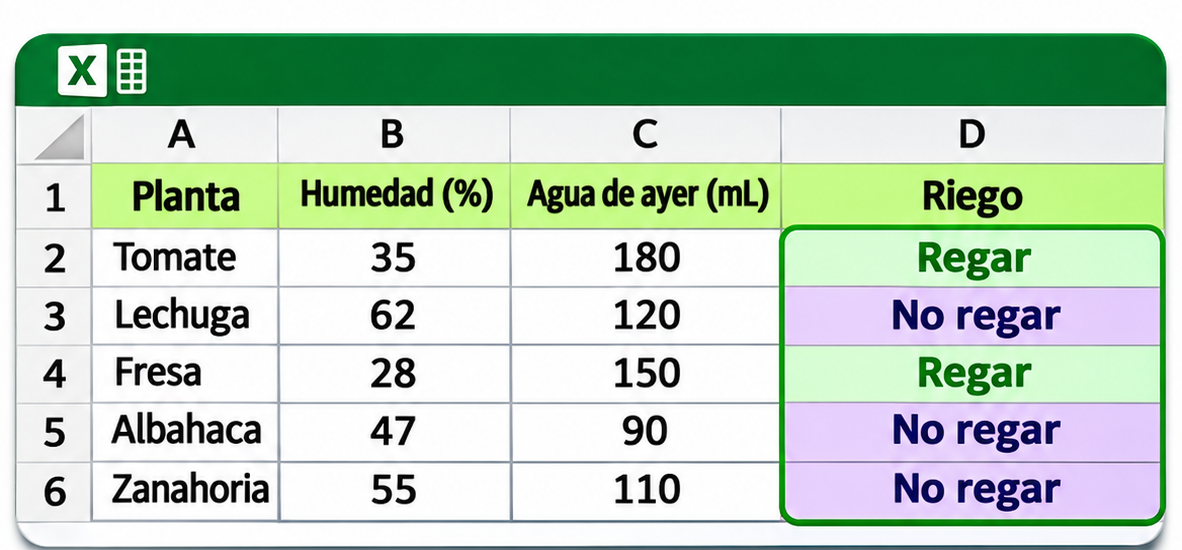 X
A B C D
1 Planta Humedad (%) Agua de ayer (mL) Riego
2 Tomate 35 180 Regar
3 Lechuga 62 120 No regar
4 Fresa 28 150 Regar
5 Albahaca 47 90 No regar
6 Zanahoria 55 110 No regar